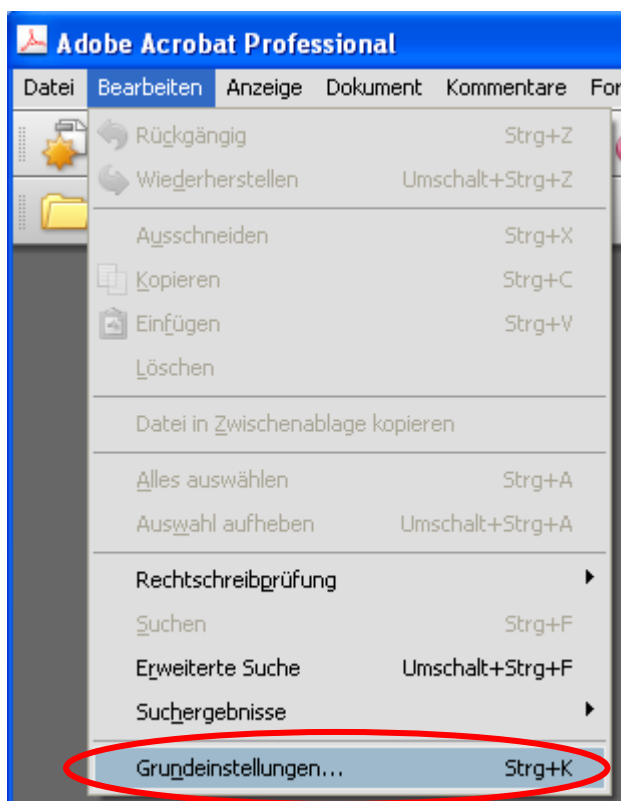 Adobe Acrobat Professional
Datei Bearbeiten Anzeige Dokument Kommentare For
Rückgängig Strg+Z
Wiederherstellen Umschalt+Strg+Z
Ausschneiden Strg+X
Kopieren Strg+C
Einfügen Strg+V
Löschen
Datei in Zwischenablage kopieren
Alles auswählen Strg+A
Auswahl aufheben Umschalt+Strg+A
Rechtschreibprüfung
Suchen Strg+F
Erweiterte Suche Umschalt+Strg+F
Suchergebnisse
Grundeinstellungen... Strg+K